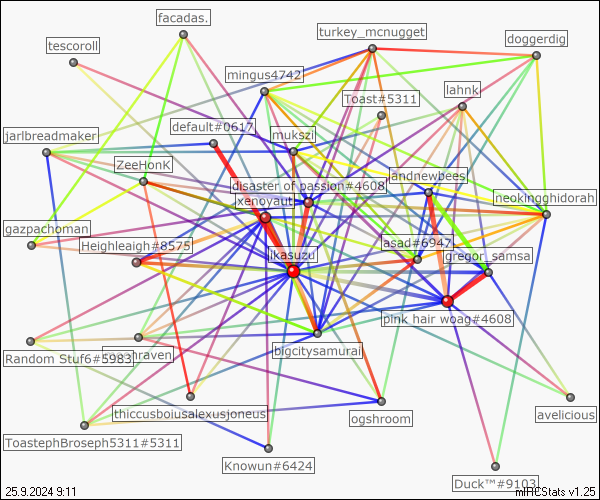 facadas.
tescoroll
turkey_mcnugget
doggerdig
mingus4742
lahnk
Toast#5311
default#0617
jarlbreadmaker
mukszi
ZeeHonK
andnewbees
disaster of passion#4608
xenoyaut
neokingghidorah
gazpachoman
Heighleaigh#8575
asad#6942
jkasuzu
gregor_samsa
pink hair woag#4608
Random Stuf6#5983
raven
bigcitysamurai
thiccusboiusalexusjoneus
ogshroom
avelicious
ToastephBroseph5311#5311
Knowun#6424
Duck™#9103
25.9.2024 9:11
mIRCStats v1.25